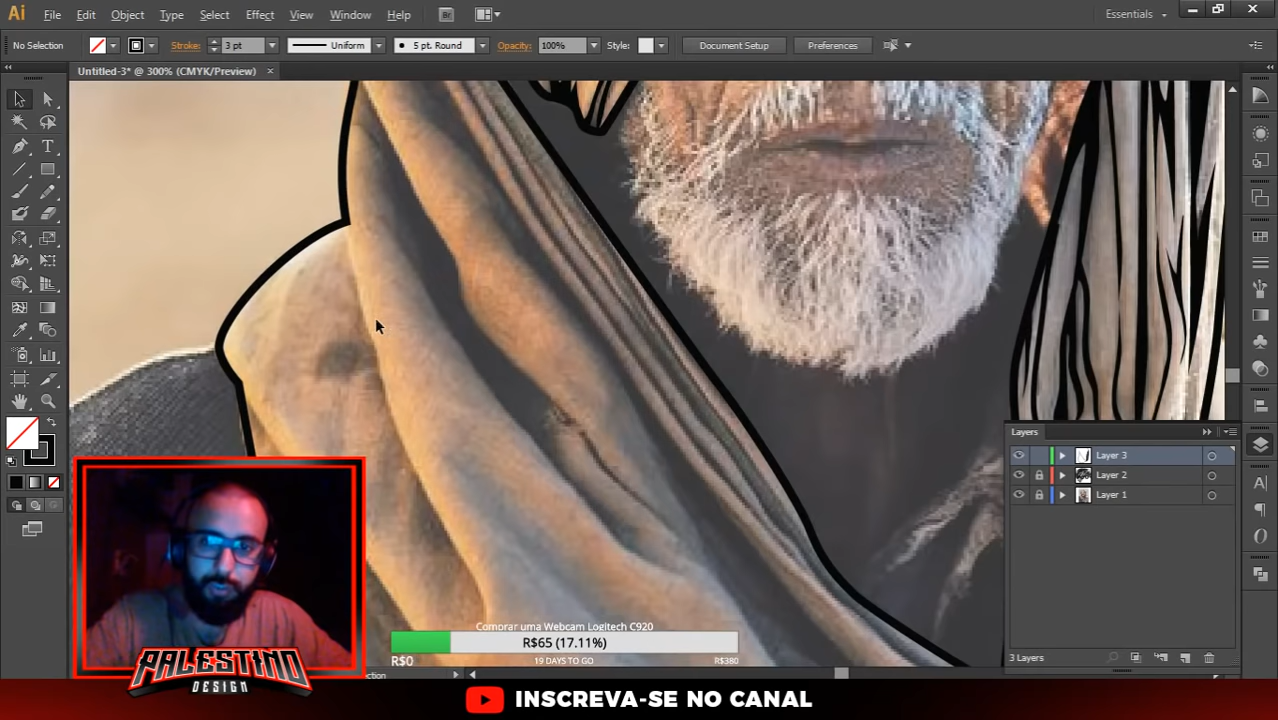 Ai File Edit Object Type Select Effect View Window Help Br Essentials
No Selection Stroke: 3 pt Uniform 5 pt. Round Opacity: 100% Style: Document Setup Preferences
Untitled-3* @ 300% (CMYK/Preview)
Layers
Layer 3
Layer 2
Layer 1
3 Layers
Comprar uma Webcam Logitech C920
R$65 (17.11%)
R$0 19 DAYS TO GO R$380
PALESTINO
DESIGN
INSCREVA-SE NO CANAL